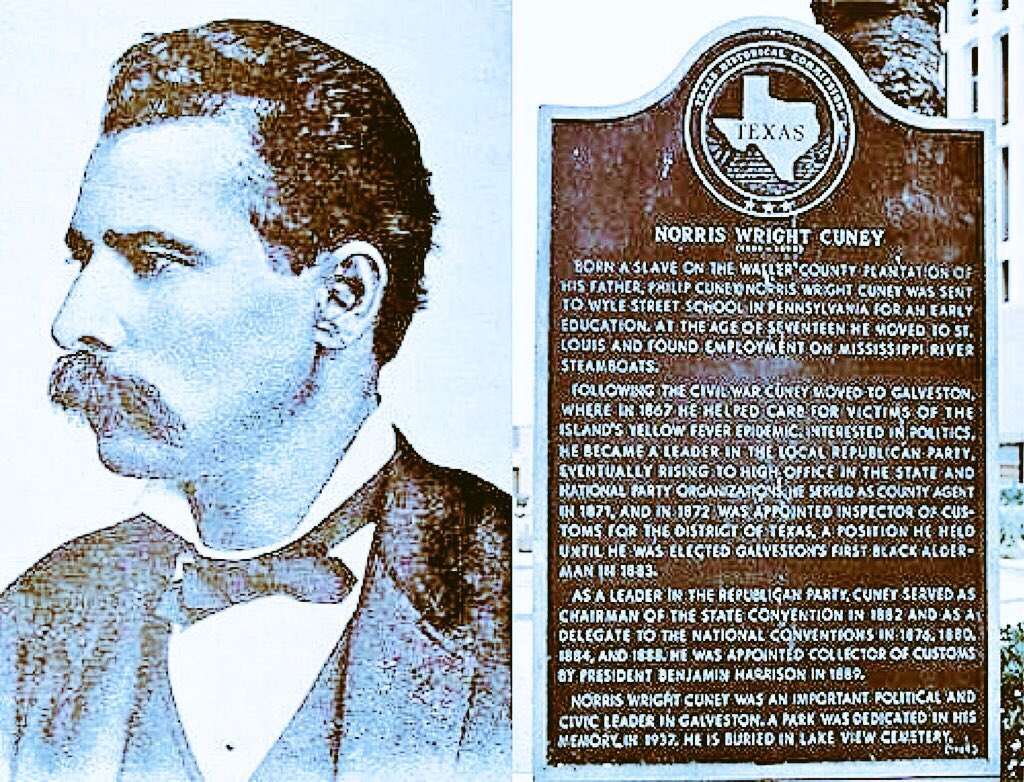 TEXAS HISTORICAL COMMISSION
TEXAS
NORRIS WRIGHT CUNEY
BORN A SLAVE ON THE WALLER COUNTY PLANTATION OF
HIS FATHER, PHILIP CUNEY, NORRIS WRIGHT CUNEY WAS SENT
TO WYLE STREET SCHOOL IN PENNSYLVANIA FOR AN EARLY
EDUCATION. AT THE AGE OF SEVENTEEN HE MOVED TO ST.
LOUIS AND FOUND EMPLOYMENT ON MISSISSIPPI RIVER
STEAMBOATS.
FOLLOWING THE CIVIL WAR CUNEY MOVED TO GALVESTON,
WHERE IN 1867 HE HELPED CARE FOR VICTIMS OF THE
ISLAND'S YELLOW FEVER EPIDEMIC. INTERESTED IN POLITICS,
HE BECAME A LEADER IN THE LOCAL REPUBLICAN PARTY,
EVENTUALLY RISING TO HIGH OFFICE IN THE STATE AND
NATIONAL PARTY ORGANIZATIONS. HE SERVED AS COUNTY AGENT
IN 1871, AND IN 1872 WAS APPOINTED INSPECTOR OF CUS-
TOMS FOR THE DISTRICT OF TEXAS, A POSITION HE HELD
UNTIL HE WAS ELECTED GALVESTON'S FIRST BLACK ALDER-
MAN IN 1883.
AS A LEADER IN THE REPUBLICAN PARTY, CUNEY SERVED AS
CHAIRMAN OF THE STATE CONVENTION IN 1882 AND AS A
DELEGATE TO THE NATIONAL CONVENTIONS IN 1876, 1880,
1884, AND 1888. HE WAS APPOINTED COLLECTOR OF CUSTOMS
BY PRESIDENT BENJAMIN HARRISON IN 1889.
NORRIS WRIGHT CUNEY WAS AN IMPORTANT POLITICAL AND
CIVIC LEADER IN GALVESTON. A PARK WAS DEDICATED IN HIS
MEMORY IN 1937. HE IS BURIED IN LAKE VIEW CEMETERY.